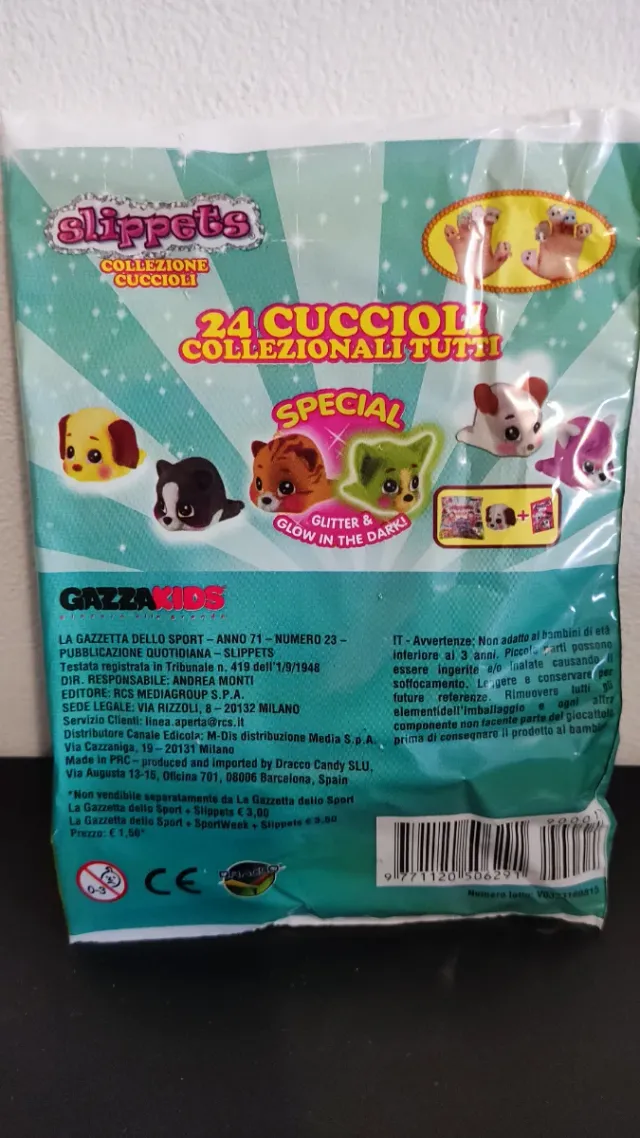 slippets
COLLEZIONE
CUCCIOLI
24 CUCCIOLI
COLLEZIONALI TUTTI
SPECIAL
GLITTER &
GLOW IN THE DARK!
+
GAZZAKIDS
LA GAZZETTA DELLO SPORT – ANNO 71 – NUMERO 23 –
PUBBLICAZIONE QUOTIDIANA – SLIPPETS
Testata registrata in Tribunale n. 419 dell'1/9/1948
DIR. RESPONSABILE: ANDREA MONTI
EDITORE: RCS MEDIAGROUP S.P.A.
SEDE LEGALE: VIA RIZZOLI, 8 – 20132 MILANO
Servizio Clienti: linea.aperta@rcs.it
Distributore Canale Edicola: M-Dis distribuzione Media S.p.A.
Via Cazzaniga, 19 – 20131 Milano
Made in PRC – produced and imported by Dracco Candy SLU,
Via Augusta 13-15, Oficina 701, 08006 Barcelona, Spain
*Non vendibile separatamente da La Gazzetta dello Sport
La Gazzetta dello Sport + Slippets € 3,00
La Gazzetta dello Sport + SportWeek + Slippets €
Prezzo: € 1,50*
IT - Avvertenze: Non adatto ai bambini di età
inferiore ai 3 anni. Piccole parti possono
essere ingerite e/o inalate causando il
soffocamento. Leggere e conservare per
future referenze. Rimuovere tutti gli
elementidell'imballaggio e ogni altro
componente non facente parte del giocattolo
prima di consegnare il prodotto al bambino.
0-3
CE
9 771120 506291
Numero lotto: